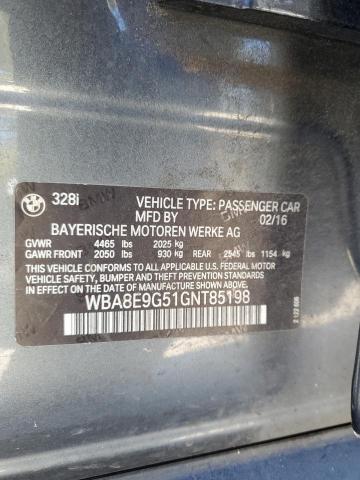 BMW 328i VEHICLE TYPE: PASSENGER CAR
MFD BY 02/16
BAYERISCHE MOTOREN WERKE AG
GVWR 4465 lbs 2025 kg
GAWR FRONT 2050 lbs 930 kg REAR 2545 lbs 1154 kg
THIS VEHICLE CONFORMS TO ALL APPLICABLE
U.S. FEDERAL MOTOR VEHICLE
SAFETY, BUMPER AND THEFT PREVENTION
STANDARDS IN EFFECT ON THE DATE OF
MANUFACTURE SHOWN ABOVE.
WBA8E9G51GNT85198